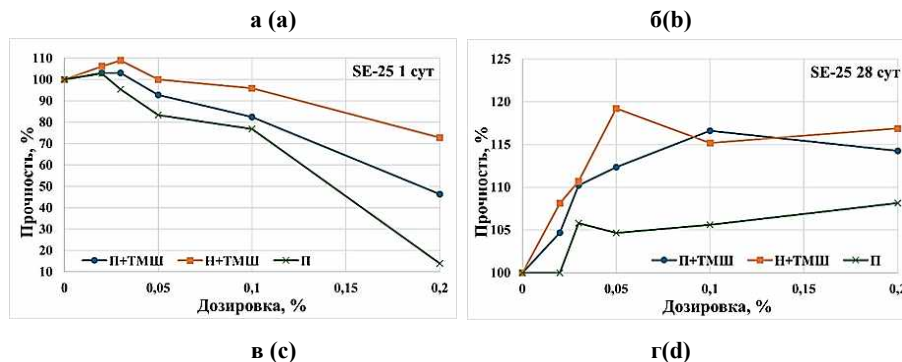 а (a)
б(b)
110
100
90
80
70
60
50
40
30
20
10
SE-25 1 сут
Прочность, %
П+ТМШ
Н+ТМШ
П
0
0,05
0,1
0,15
0,2
Дозировка, %
125
120
115
110
105
100
SE-25 28 сут
Прочность, %
П+ТМШ
Н+ТМШ
П
0
0,05
0,1
0,15
0,2
Дозировка, %
в (c)
г(d)